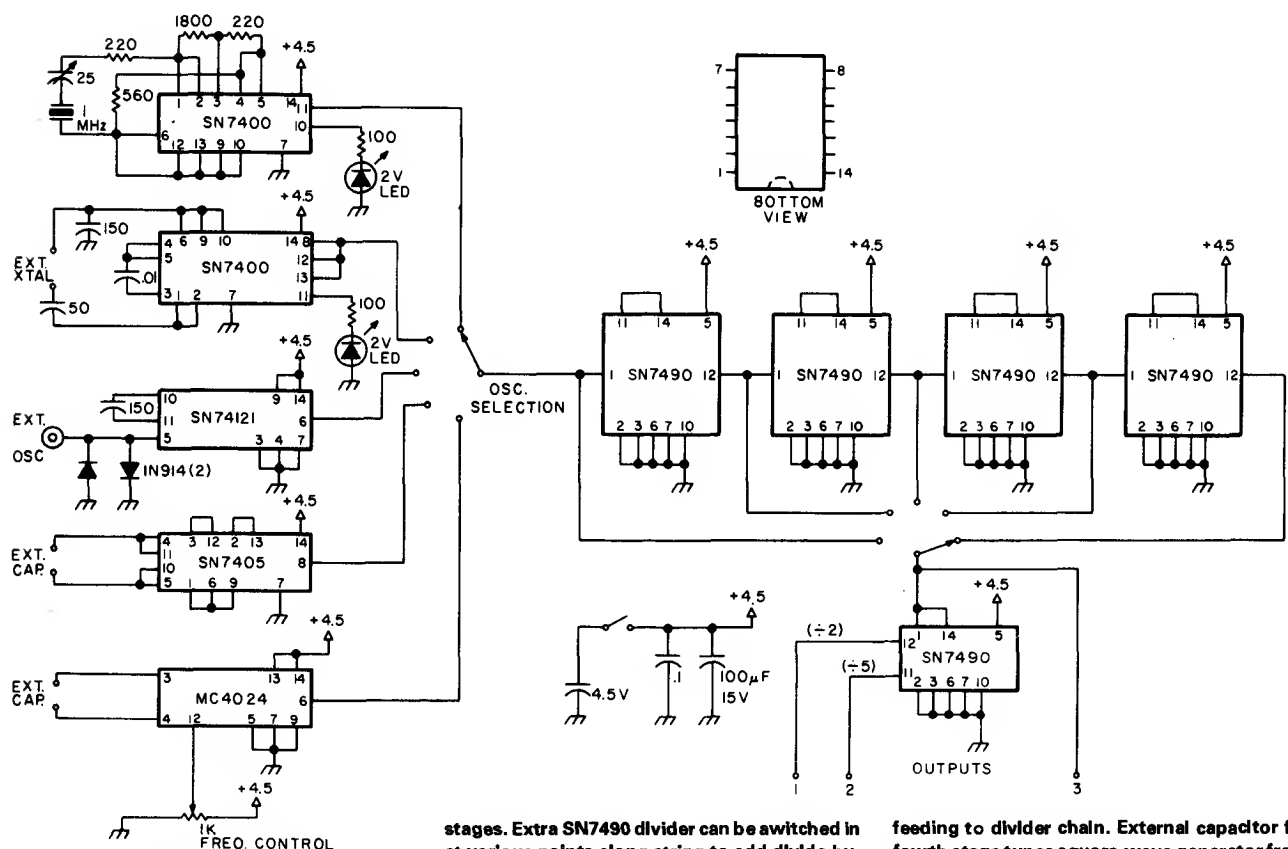 1800 220
220
+4.5
25
560
1 MHz
1 2 3 4 5 14 11
SN7400
10
6
12 13 9 10 7
100
2V LED
7 8
1 14
BOTTOM VIEW
+4.5
150
6 9 10 14 8
EXT. XTAL
4
5
.01
3
SN7400
12
13
11
1 2 7
50
100
2V LED
+4.5
10
150
11
9 14
SN74121
6
EXT. OSC
5
3 4 7
IN914(2)
OSC. SELECTION
+4.5
3 12 2 13 14
EXT. CAP.
4
11
10
5
SN7405
8
1 6 9 7
+4.5
13 14
EXT. CAP.
3
MC4024
6
4
12 5 7 9
+4.5
1K
FREQ. CONTROL
+4.5 +4.5 +4.5 +4.5
11 14 5 11 14 5 11 14 5 11 14 5
1 SN7490 12 1 SN7490 12 1 SN7490 12 1 SN7490 12
2 3 6 7 10 2 3 6 7 10 2 3 6 7 10 2 3 6 7 10
+4.5
4.5V
.1
100µF 15V
+4.5
1 14 5
(÷2)
12
SN7490
(÷5)
11
2 3 6 7 10
OUTPUTS
1 2 3
stages. Extra SN7490 divider can be awitched in
feeding to divider chain. External capacitor